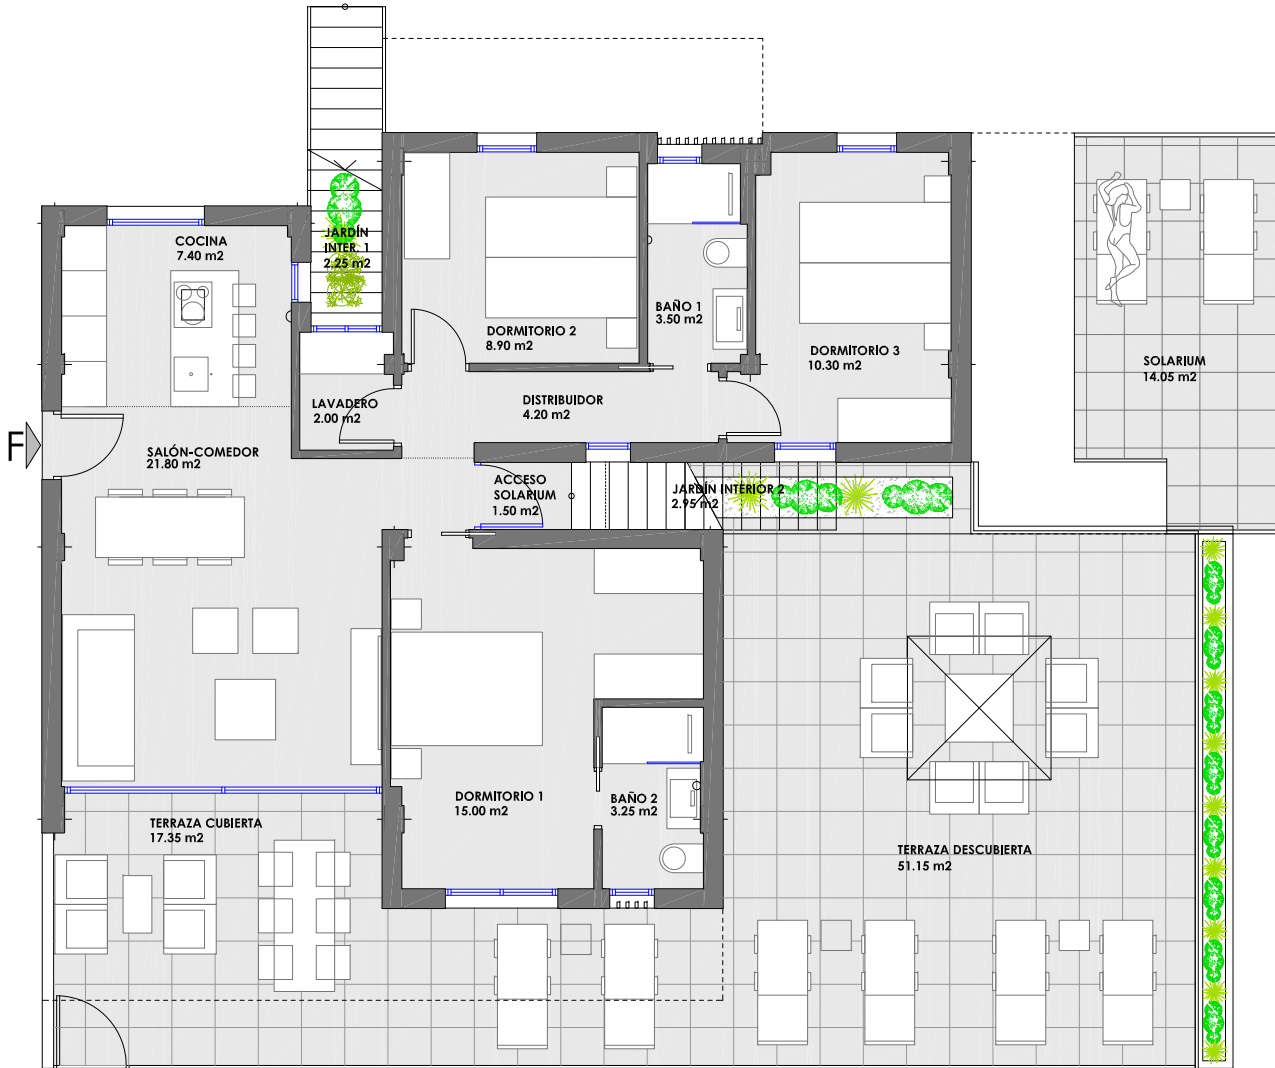 COCINA
7.40 m2
JARDÍN
INTER. 1
2.25 m2
DORMITORIO 2
8.90 m2
BAÑO 1
3.50 m2
DORMITORIO 3
10.30 m2
SOLARIUM
14.05 m2
LAVADERO
2.00 m2
DISTRIBUIDOR
4.20 m2
F
SALÓN-COMEDOR
21.80 m2
ACCESO
SOLARIUM
1.50 m2
JARDÍN INTERIOR 2
2.95 m2
DORMITORIO 1
15.00 m2
BAÑO 2
3.25 m2
TERRAZA CUBIERTA
17.35 m2
TERRAZA DESCUBIERTA
51.15 m2